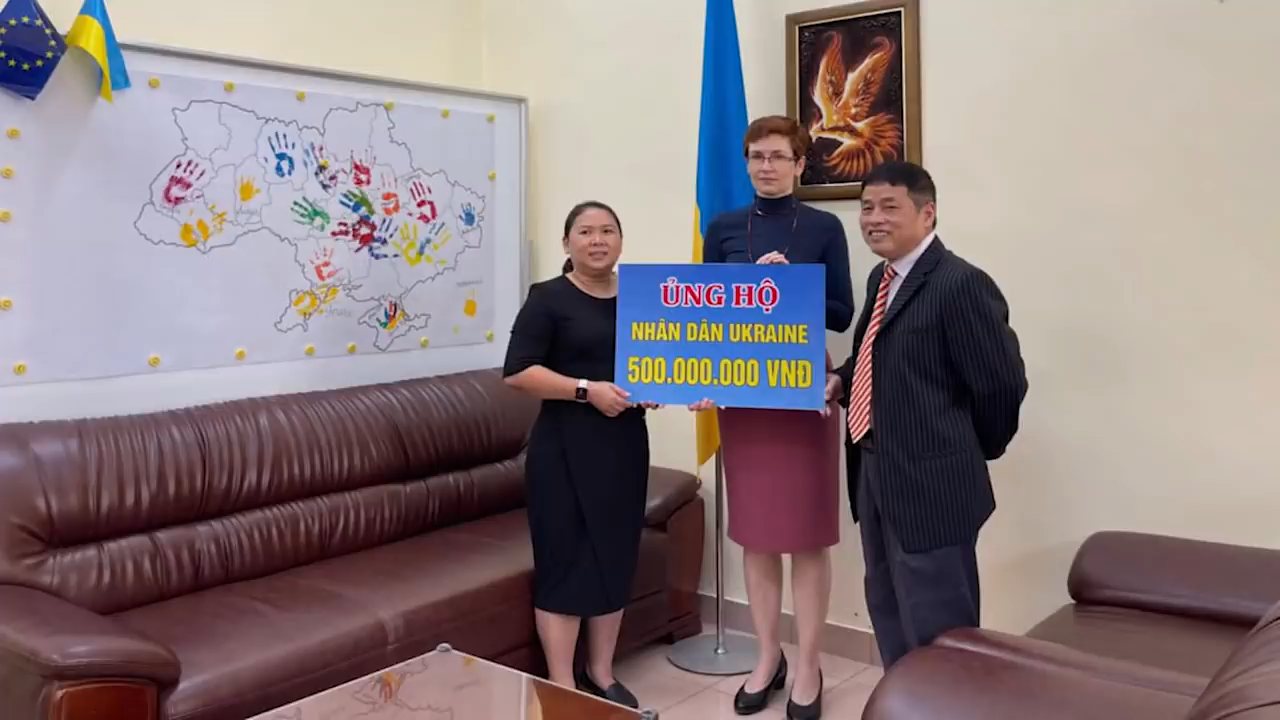 ỦNG HỘ
NHÂN DÂN UKRAINE
500.000.000 VNĐ